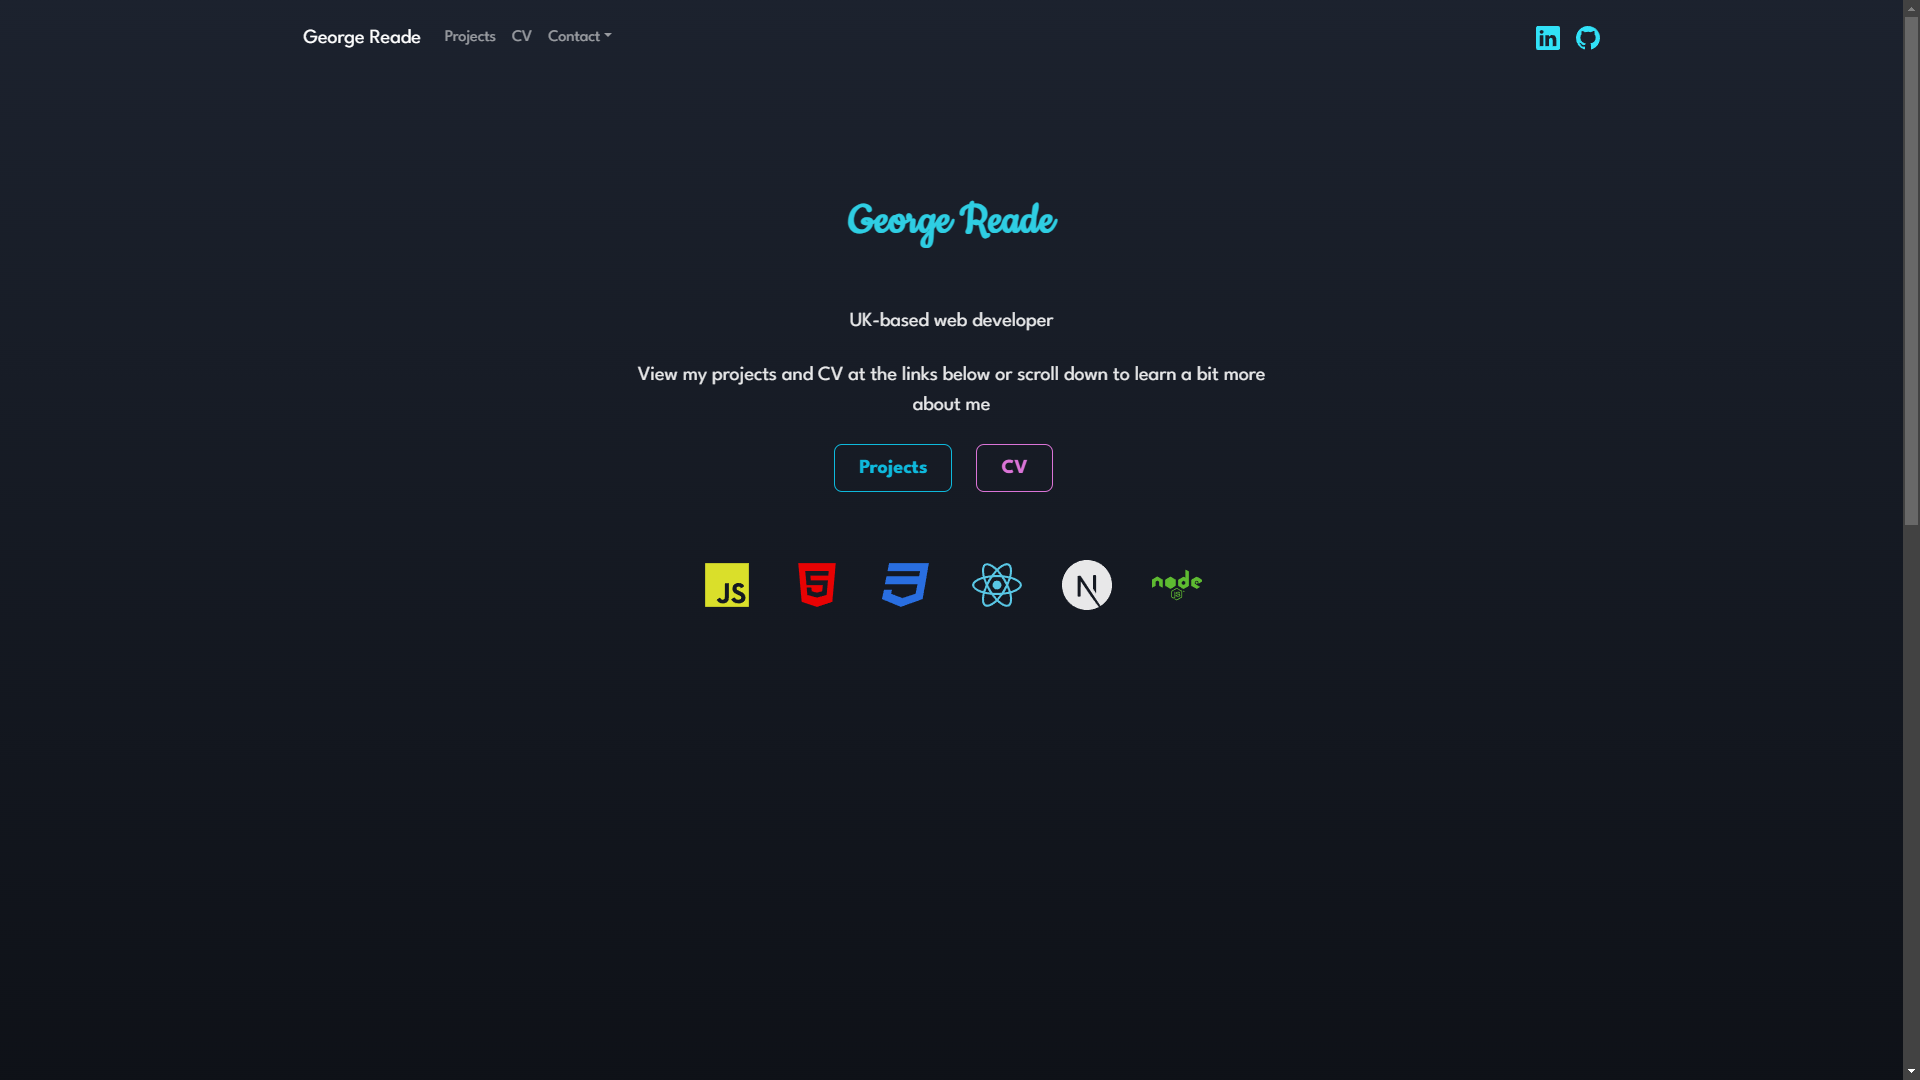 George Reade Projects CV Contact
George Reade
UK-based web developer
View my projects and CV at the links below or scroll down to learn a bit more
about me
Projects CV
JS 5 N node JS